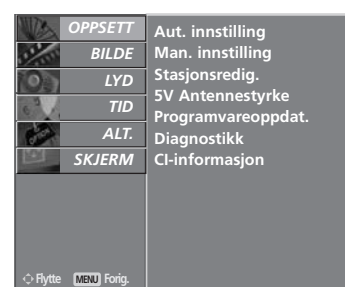 OPPSETT
BILDE
LYD
TID
ALT.
SKJERM
Aut. innstilling
Man. innstilling
Stasjonsredig.
5V Antennestyrke
Programvareoppdat.
Diagnostikk
CI-informasjon
Flytte MENU Forig.